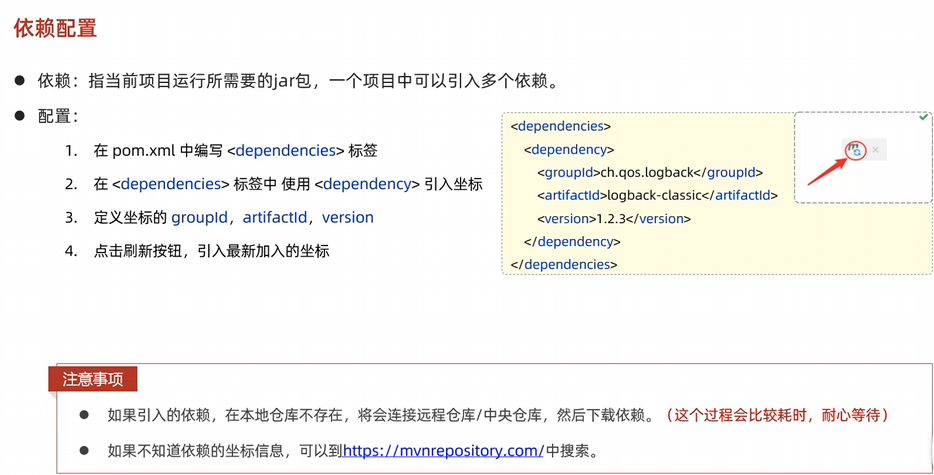 依赖配置
● 依赖：指当前项目运行所需要的jar包，一个项目中可以引入多个依赖。
● 配置：
1. 在 pom.xml 中编写 <dependencies> 标签
2. 在 <dependencies> 标签中 使用 <dependency> 引入坐标
3. 定义坐标的 groupId，artifactId，version
4. 点击刷新按钮，引入最新加入的坐标
<dependencies>
<dependency>
<groupId>ch.qos.logback</groupId>
<artifactId>logback-classic</artifactId>
<version>1.2.3</version>
</dependency>
</dependencies>
m
注意事项
● 如果引入的依赖，在本地仓库不存在，将会连接远程仓库/中央仓库，然后下载依赖。（这个过程会比较耗时，耐心等待）
● 如果不知道依赖的坐标信息，可以到https://mvnrepository.com/中搜索。